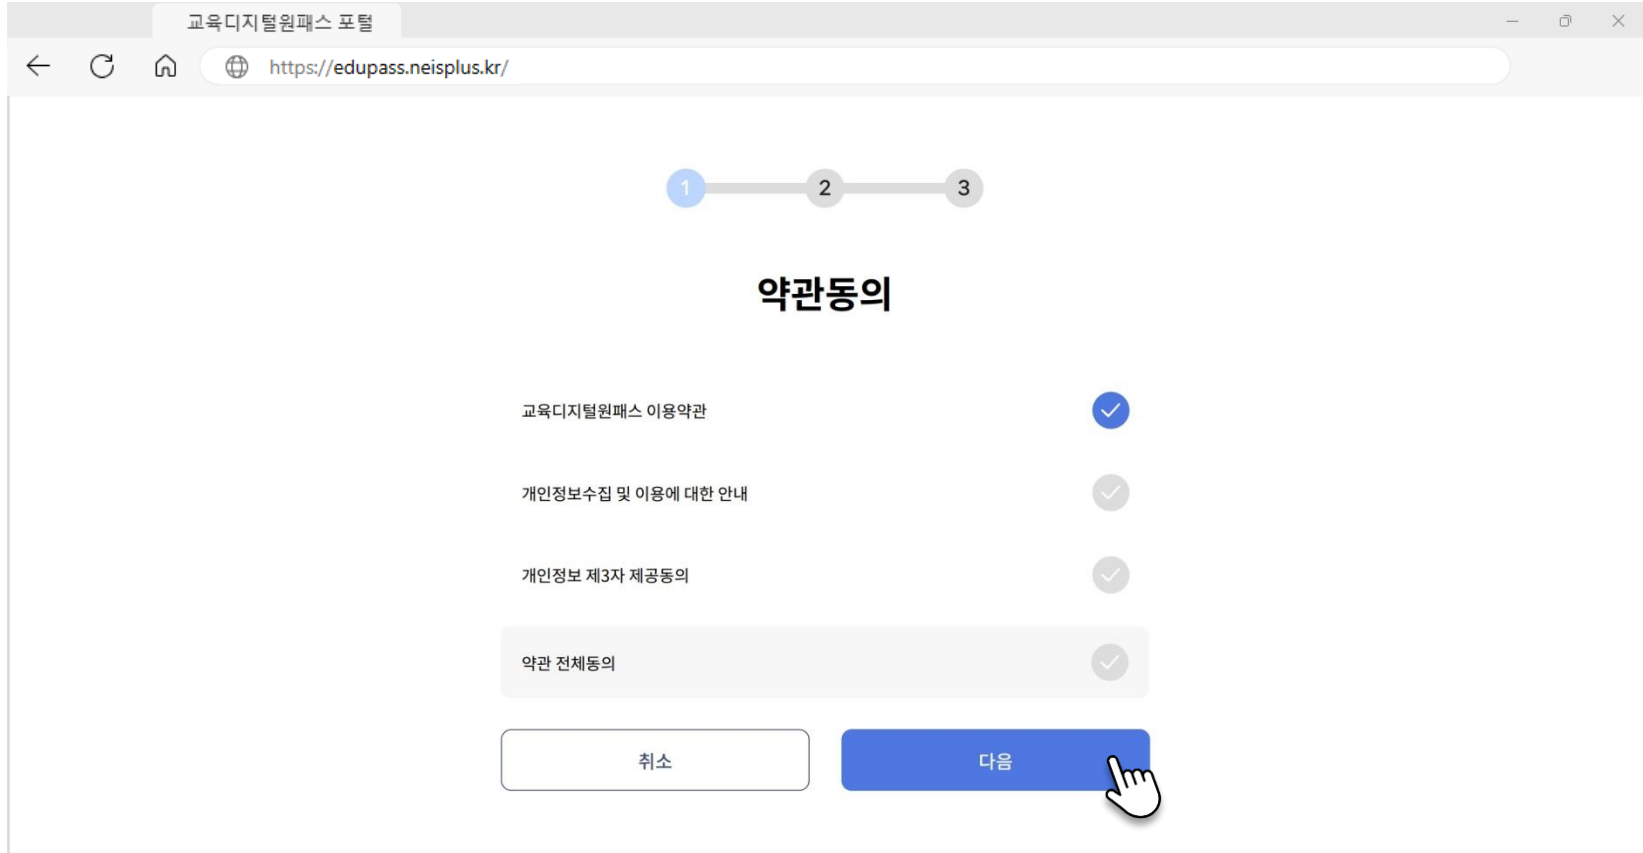 교육디지털원패스 포털
https://edupass.neisplus.kr/
1 2 3
약관동의
교육디지털원패스 이용약관
개인정보수집 및 이용에 대한 안내
개인정보 제3자 제공동의
약관 전체동의
취소 다음